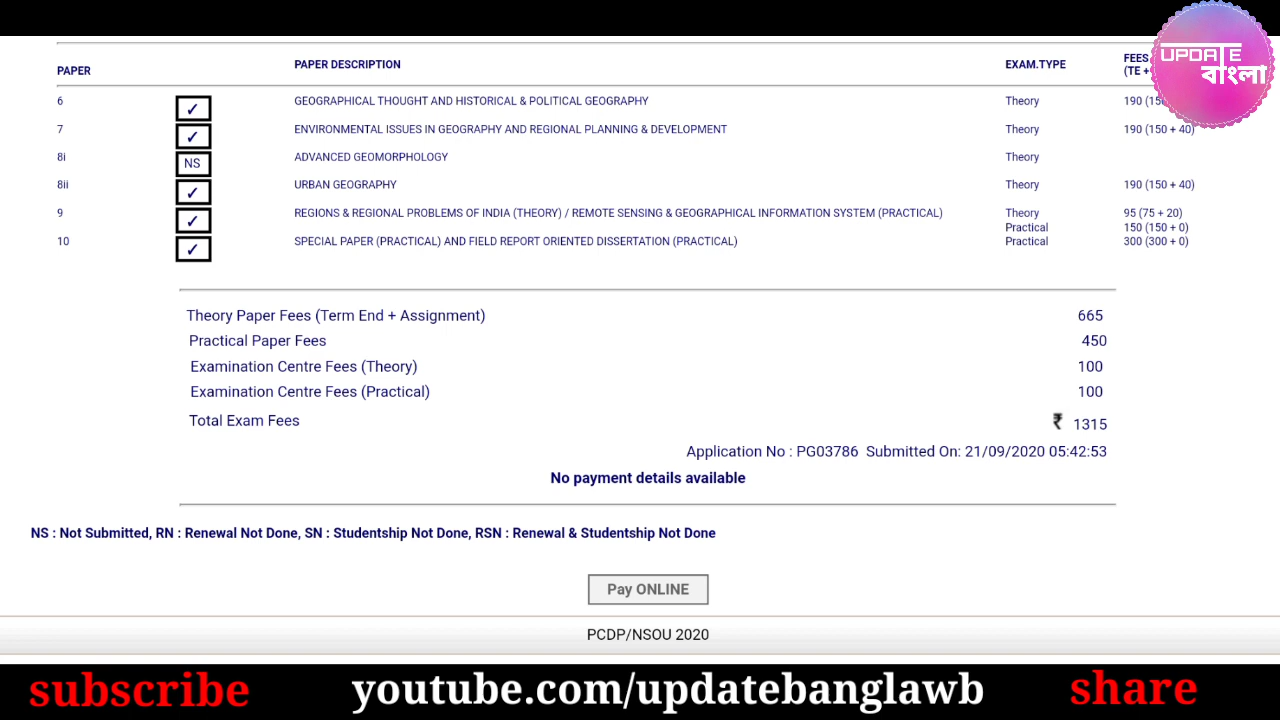 UPDATE
বাংলা
PAPER PAPER DESCRIPTION EXAM.TYPE FEES
(TE +
6 ✓ GEOGRAPHICAL THOUGHT AND HISTORICAL & POLITICAL GEOGRAPHY Theory 190
7 ✓ ENVIRONMENTAL ISSUES IN GEOGRAPHY AND REGIONAL PLANNING & DEVELOPMENT Theory 190 (150 + 40)
8i NS ADVANCED GEOMORPHOLOGY Theory
8ii ✓ URBAN GEOGRAPHY Theory 190 (150 + 40)
9 ✓ REGIONS & REGIONAL PROBLEMS OF INDIA (THEORY) / REMOTE SENSING & GEOGRAPHICAL INFORMATION SYSTEM (PRACTICAL) Theory 95 (75 + 20)
Practical 150 (150 + 0)
10 ✓ SPECIAL PAPER (PRACTICAL) AND FIELD REPORT ORIENTED DISSERTATION (PRACTICAL) Practical 300 (300 + 0)
Theory Paper Fees (Term End + Assignment) 665
Practical Paper Fees 450
Examination Centre Fees (Theory) 100
Examination Centre Fees (Practical) 100
Total Exam Fees ₹ 1315
Application No : PG03786 Submitted On: 21/09/2020 05:42:53
No payment details available
NS : Not Submitted, RN : Renewal Not Done, SN : Studentship Not Done, RSN : Renewal & Studentship Not Done
Pay ONLINE
PCDP/NSOU 2020
subscribe youtube.com/updatebanglawb share